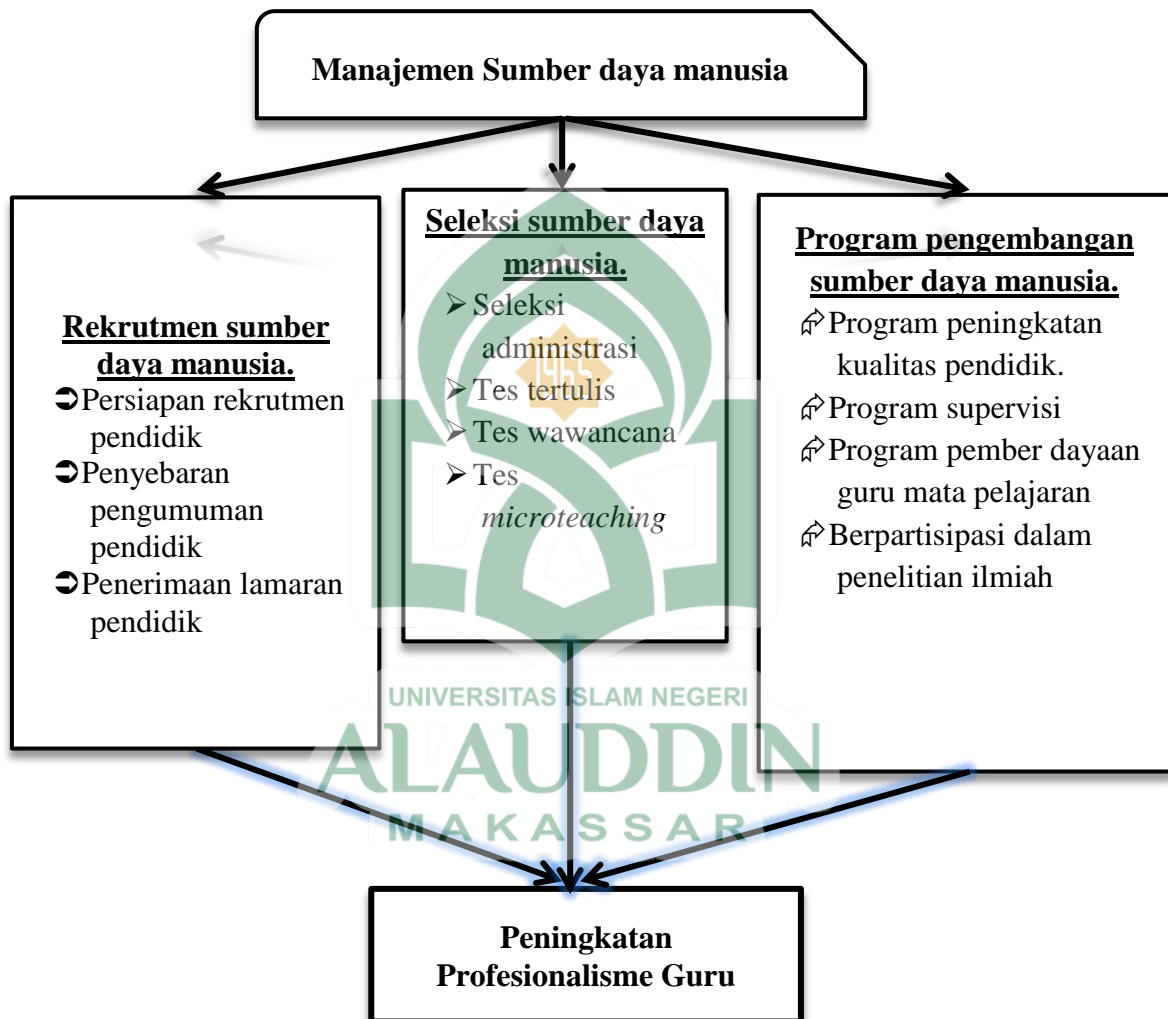 Manajemen Sumber daya manusia
Rekrutmen sumber
daya manusia.
➲Persiapan rekrutmen
pendidik
➲Penyebaran
pengumuman
pendidik
➲Penerimaan lamaran
pendidik
Seleksi sumber daya
manusia.
➢ Seleksi
administrasi
➢ Tes tertulis
➢ Tes wawancana
➢ Tes
microteaching
Program pengembangan
sumber daya manusia.
Program peningkatan
kualitas pendidik.
Program supervisi
Program pember dayaan
guru mata pelajaran
Berpartisipasi dalam
penelitian ilmiah
1965
UNIVERSITAS ISLAM NEGERI
ALAUDDIN
MAKASSAR
Peningkatan
Profesionalisme Guru